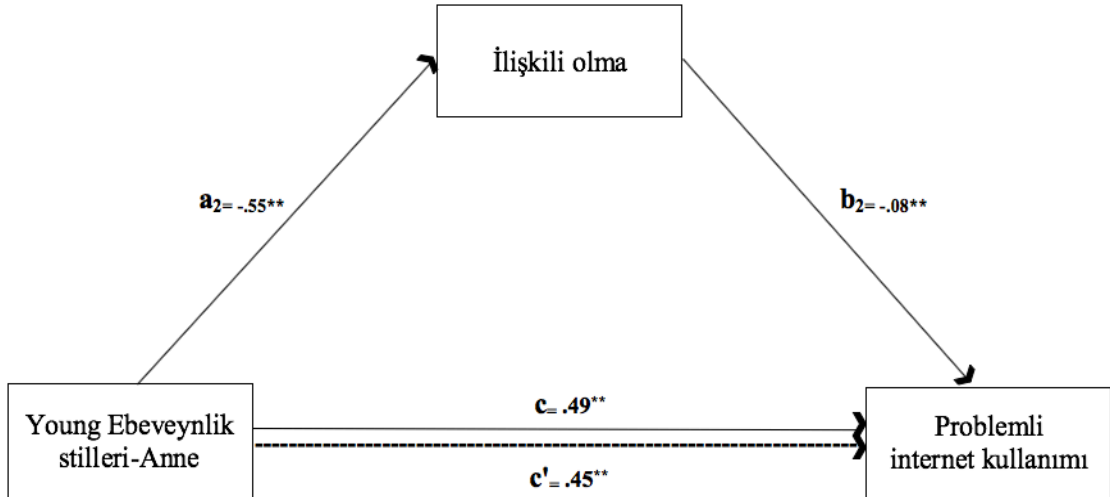 İlişkili olma
a2= -.55**
b2= -.08**
c= .49**
Young Ebeveynlik
stilleri-Anne
Problemli
internet kullanımı
c'= .45**